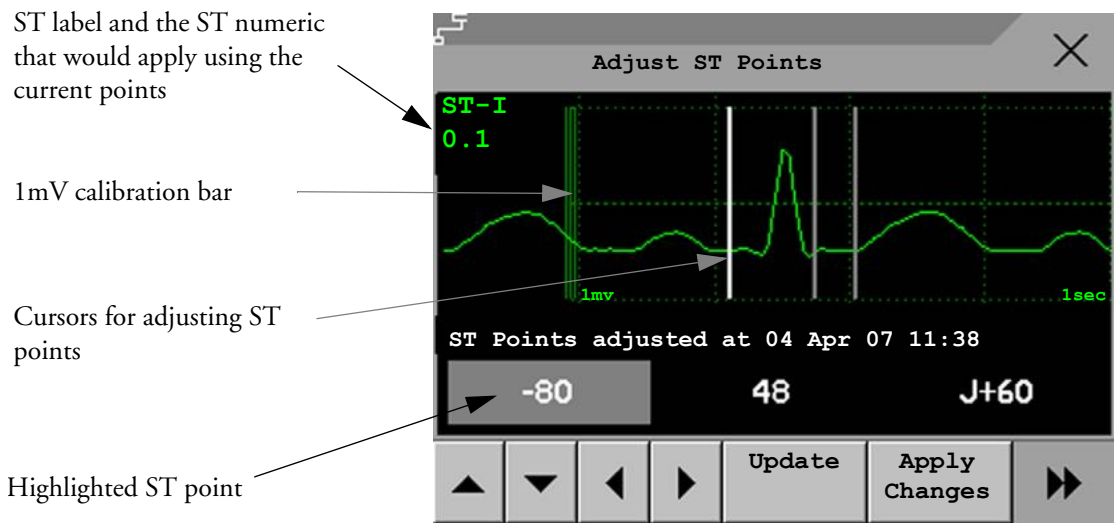 ST label and the ST numeric
that would apply using the
current points
1mV calibration bar
Cursors for adjusting ST
points
Highlighted ST point
Adjust ST Points
ST-I
0.1
1mv
1sec
ST Points adjusted at 04 Apr 07 11:38
-80 48 J+60
Update
Apply
Changes